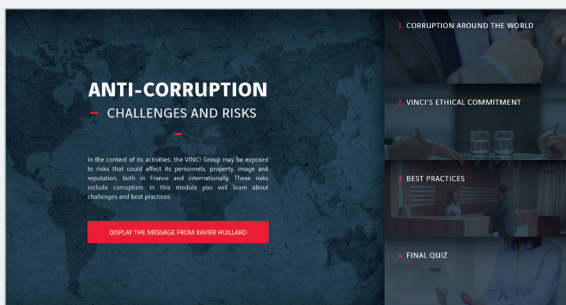 ANTI-CORRUPTION
CHALLENGES AND RISKS
In the context of its activities, the VINCI Group may be exposed
to risks that could affect its personnels, property, image and
reputation, both in France and internationally. These risks
include corruption. In this module you will learn about
challenges and best practices.
DISPLAY THE MESSAGE FROM XAVIER HUILLARD
1. CORRUPTION AROUND THE WORLD
2. VINCI'S ETHICAL COMMITMENT
3. BEST PRACTICES
4. FINAL QUIZ